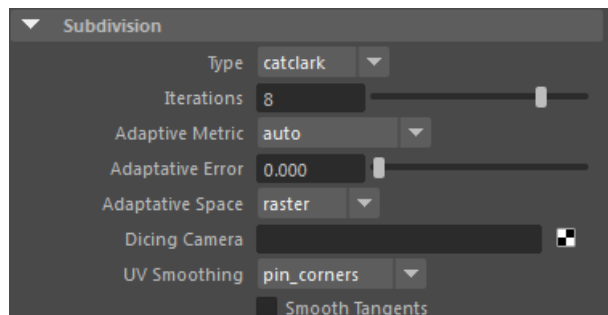 Subdivision
Type catclark
Iterations 8
Adaptive Metric auto
Adaptative Error 0.000
Adaptative Space raster
Dicing Camera
UV Smoothing pin_corners
Smooth Tangents